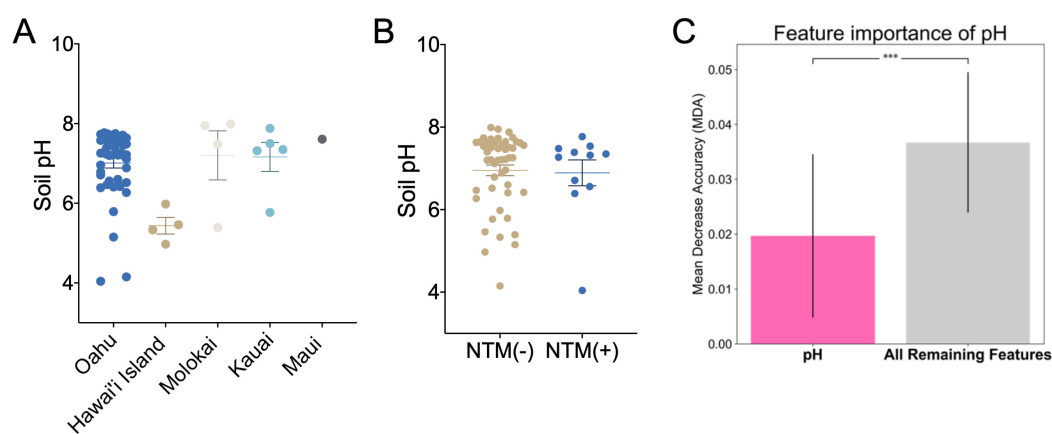 A
10
8
6
4
Soil pH
Oahu
Hawai'i Island
Molokai
Kauai
Maui
B
10
8
6
4
Soil pH
NTM(-)
NTM(+)
C
Feature importance of pH
***
0.05
0.04
0.03
0.02
0.01
0.00
Mean Decrease Accuracy (MDA)
pH
All Remaining Features